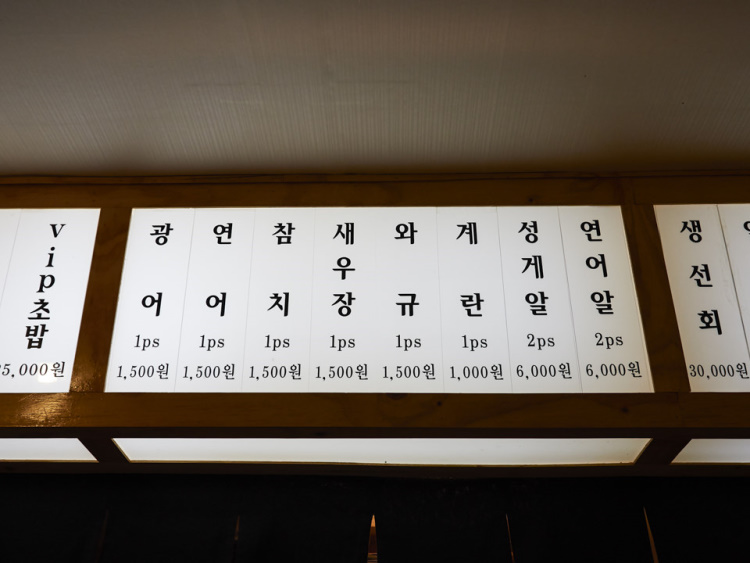 vip초밥
5,000원
광어
1ps
1,500원
연어
1ps
1,500원
참치
1ps
1,500원
새우장
1ps
1,500원
와규
1ps
1,500원
계란
1ps
1,000원
성게알
2ps
6,000원
연어알
2ps
6,000원
생선회
30,000원